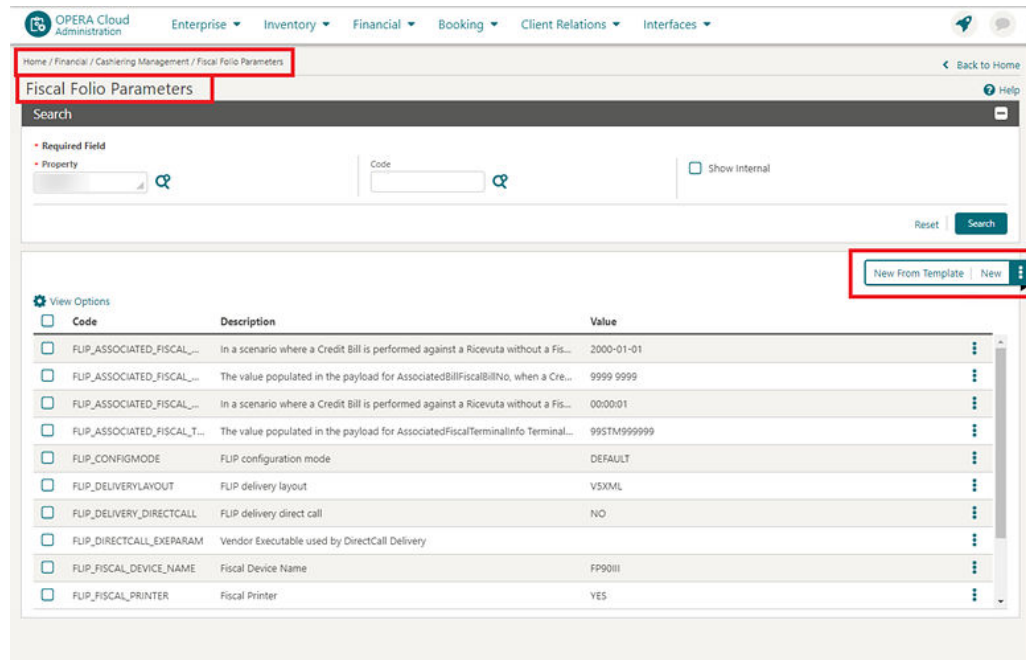 OPERA Cloud
Administration
Enterprise Inventory Financial Booking Client Relations Interfaces
Home / Financial / Cashiering Management / Fiscal Folio Parameters
Back to Home
Fiscal Folio Parameters
Help
Search
* Required Field
* Property
Code
Show Internal
Reset Search
New From Template New
View Options
Code Description Value
FLIP_ASSOCIATED_FISCAL_... In a scenario where a Credit Bill is performed against a Ricevuta without a Fis... 2000-01-01
FLIP_ASSOCIATED_FISCAL_... The value populated in the payload for AssociatedBillFiscalBillNo, when a Cre... 9999 9999
FLIP_ASSOCIATED_FISCAL_... In a scenario where a Credit Bill is performed against a Ricevuta without a Fis... 00:00:01
FLIP_ASSOCIATED_FISCAL_T... The value populated in the payload for AssociatedFiscalTerminalInfo Terminal... 99STM999999
FLIP_CONFIGMODE FLIP configuration mode DEFAULT
FLIP_DELIVERYLAYOUT FLIP delivery layout V5XML
FLIP_DELIVERY_DIRECTCALL FLIP delivery direct call NO
FLIP_DIRECTCALL_EXEPARAM Vendor Executable used by DirectCall Delivery
FLIP_FISCAL_DEVICE_NAME Fiscal Device Name FP90III
FLIP_FISCAL_PRINTER Fiscal Printer YES